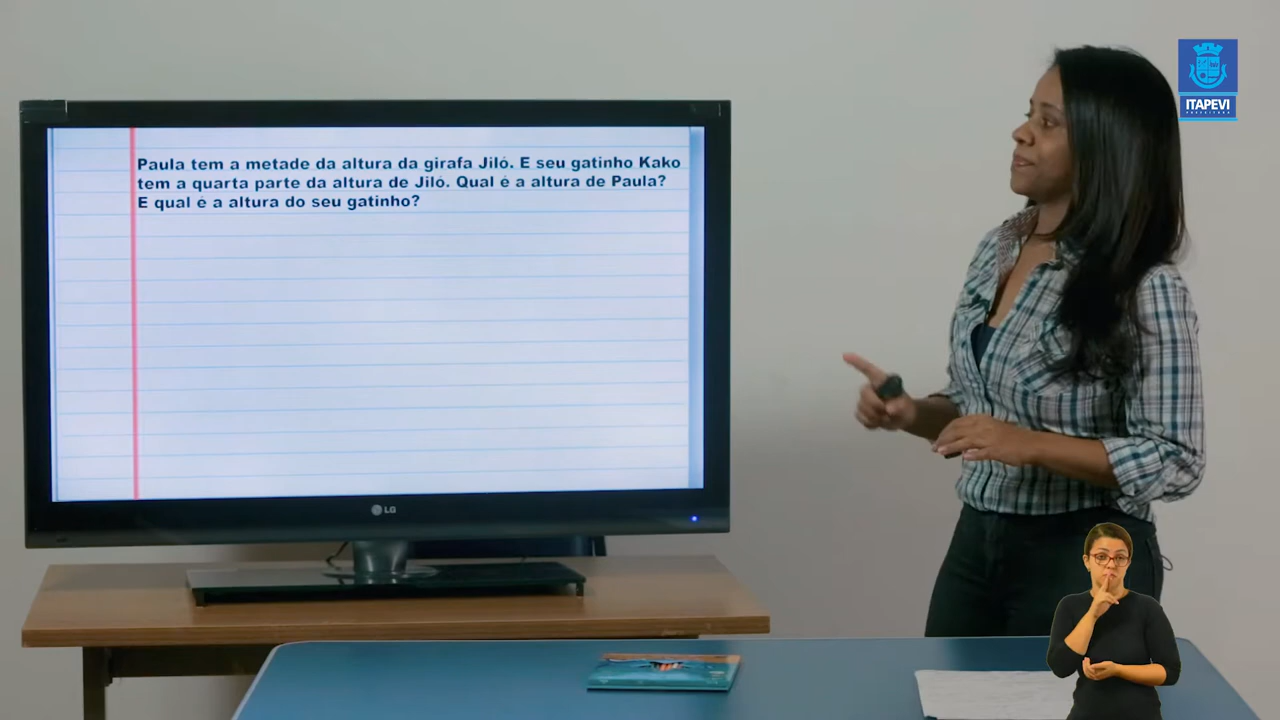 Paula tem a metade da altura da girafa Jiló. E seu gatinho Kako
tem a quarta parte da altura de Jiló. Qual é a altura de Paula?
E qual é a altura do seu gatinho?
LG
ITAPEVI
PREFEITURA